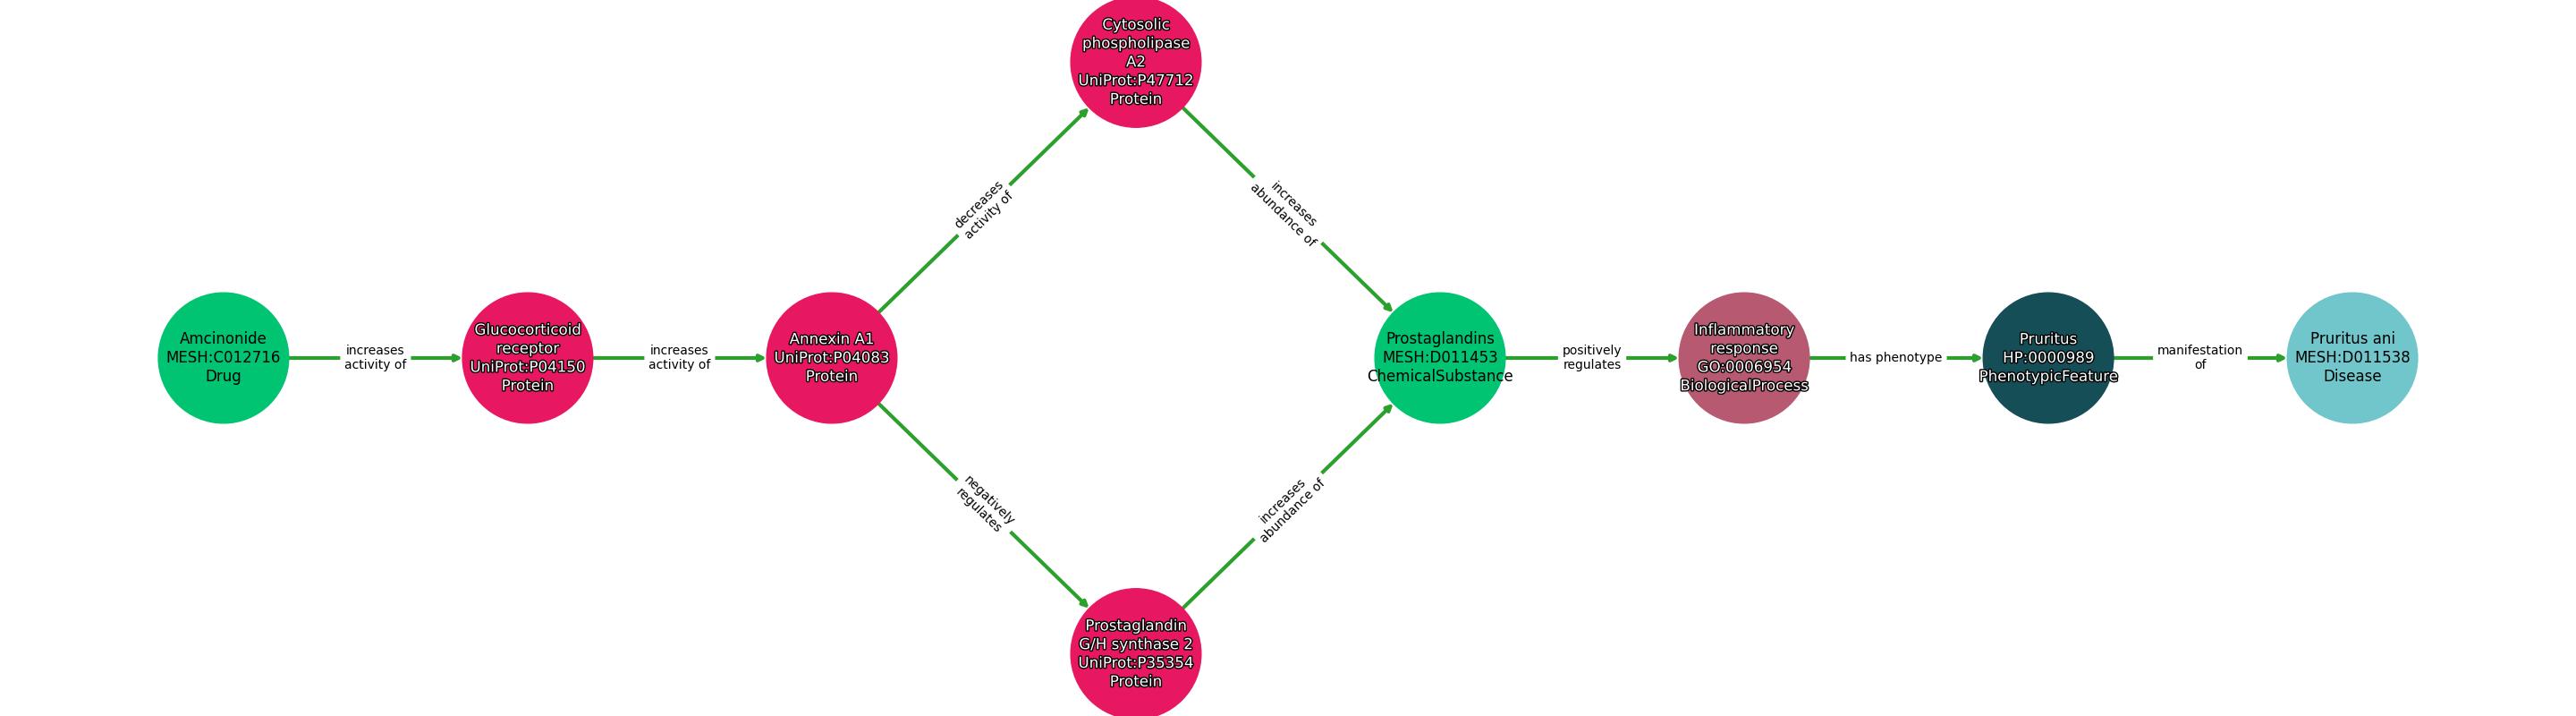 Cytosolic
phospholipase
A2
UniProt:P47712
Protein
decreases
activity of
increases
abundance of
Amcinonide
MESH:C012716
Drug
increases
activity of
Glucocorticoid
receptor
UniProt:P04150
Protein
increases
activity of
Annexin A1
UniProt:P04083
Protein
Prostaglandins
MESH:D011453
ChemicalSubstance
positively
regulates
Inflammatory
response
GO:0006954
BiologicalProcess
has phenotype
Pruritus
HP:0000989
PhenotypicFeature
manifestation
of
Pruritus ani
MESH:D011538
Disease
negatively
regulates
increases
abundance of
Prostaglandin
G/H synthase 2
UniProt:P35354
Protein